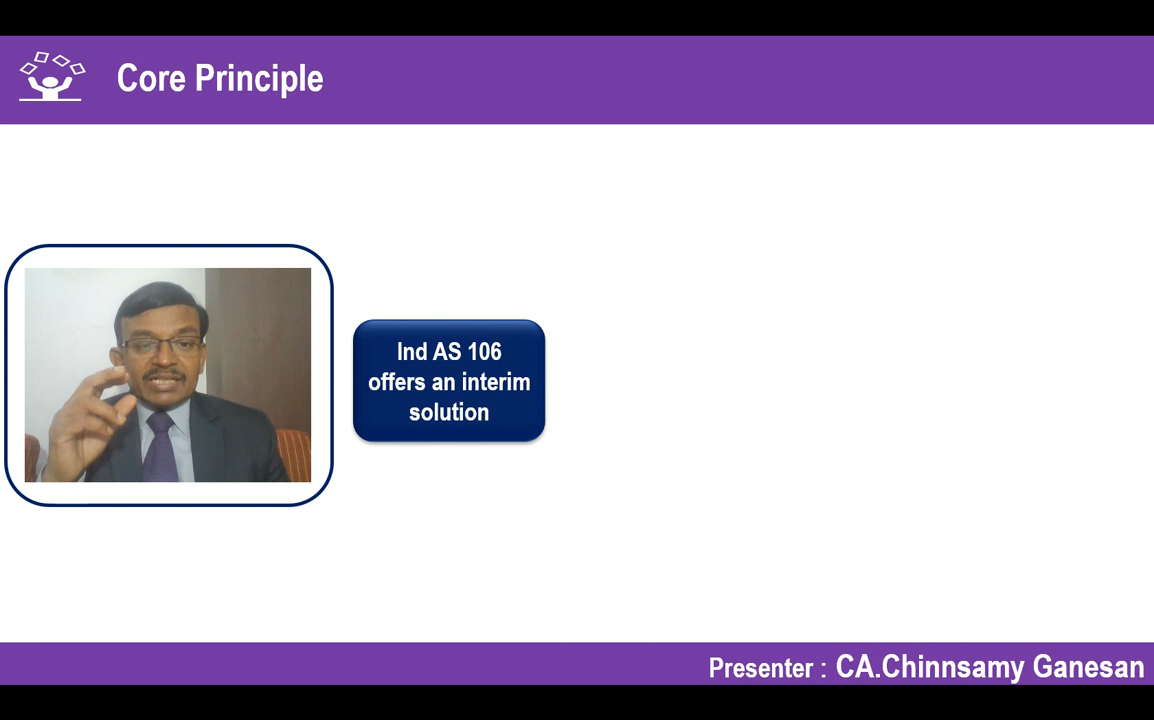 Core Principle
Ind AS 106
offers an interim
solution
Presenter : CA.Chinnsamy Ganesan